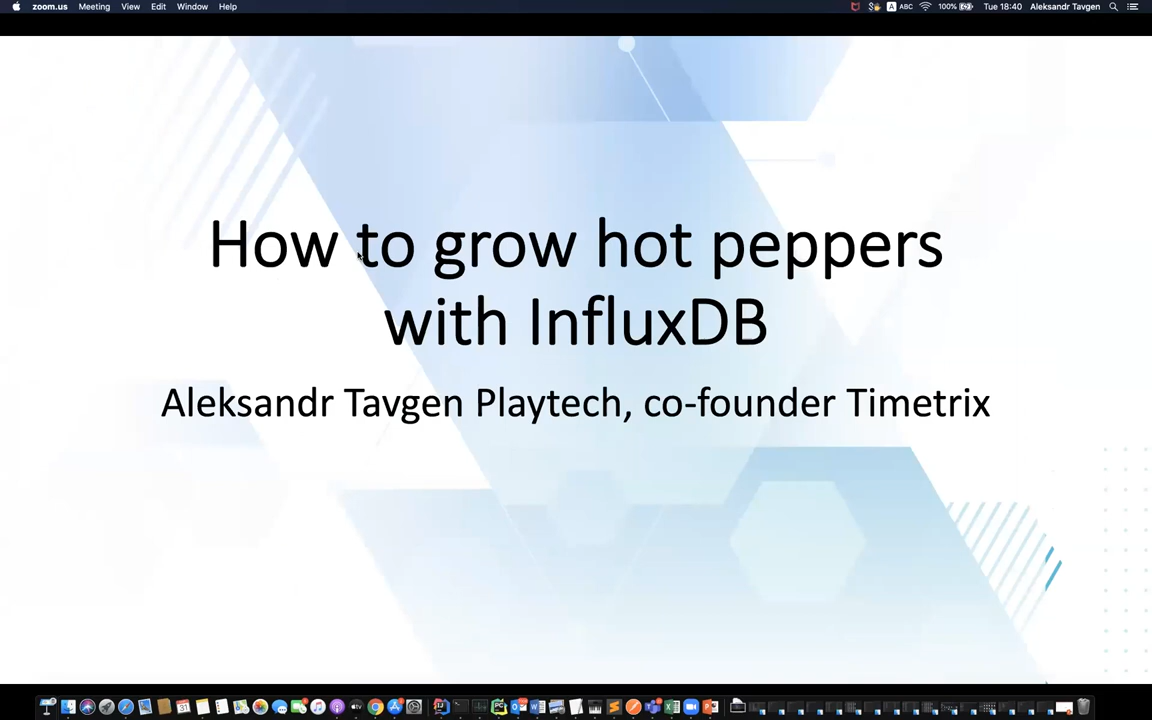 zoom.us Meeting View Edit Window Help
A ABC 100% Tue 18:40 Aleksandr Tavgen
How to grow hot peppers
with InfluxDB
Aleksandr Tavgen Playtech, co-founder Timetrix